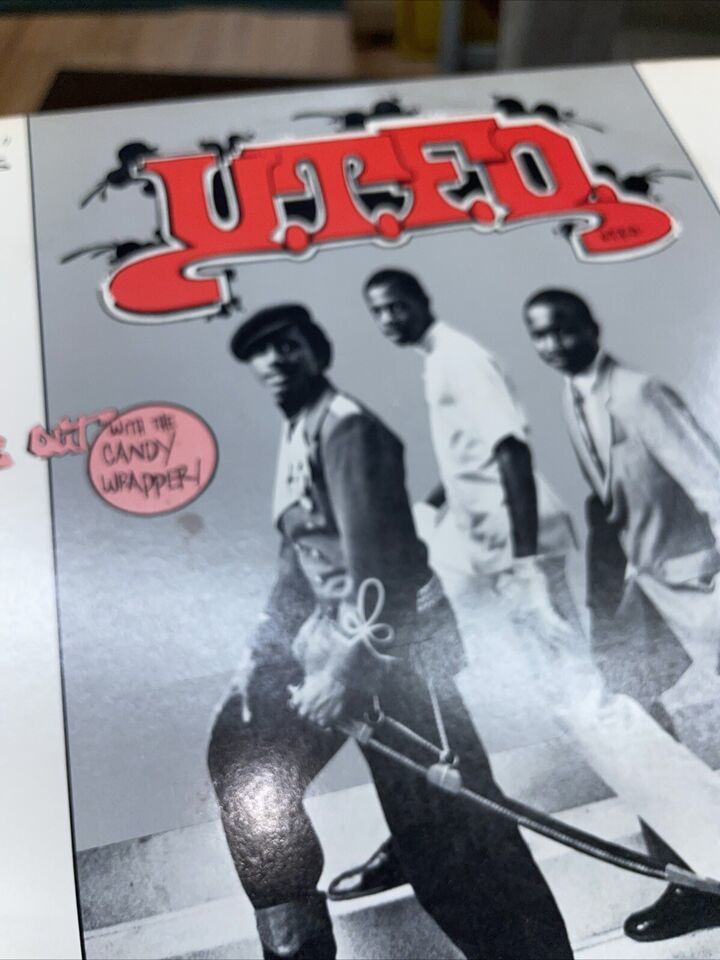 U.T.F.O.
OUT
WITH THE
CANDY
WRAPPER!